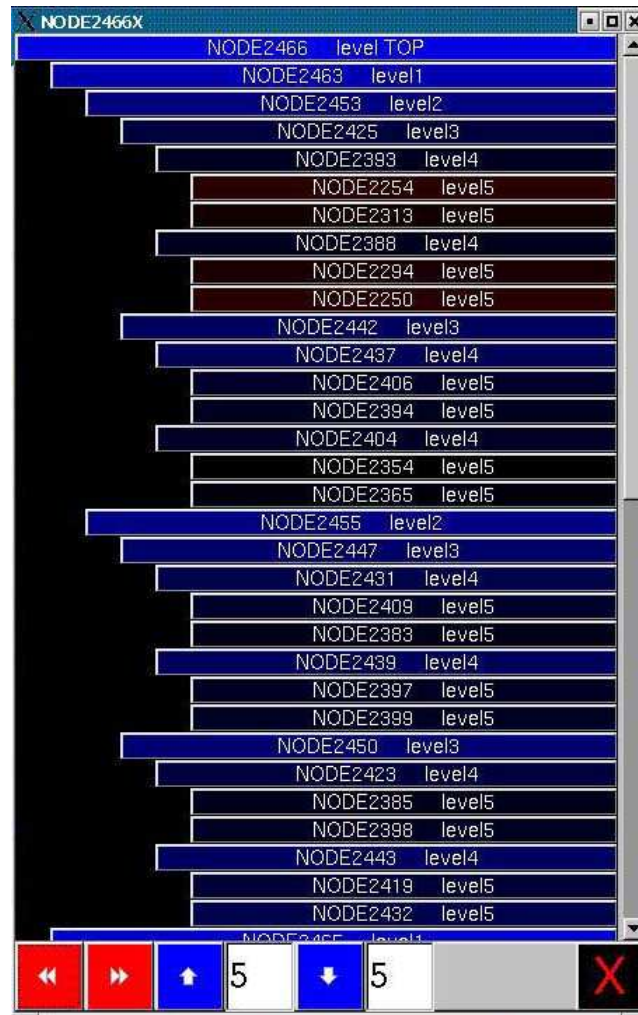 NODE2466X
NODE2466 level TOP
NODE2463 level1
NODE2453 level2
NODE2425 level3
NODE2393 level4
NODE2254 level5
NODE2313 level5
NODE2388 level4
NODE2294 level5
NODE2250 level5
NODE2442 level3
NODE2437 level4
NODE2406 level5
NODE2394 level5
NODE2404 level4
NODE2354 level5
NODE2365 level5
NODE2455 level2
NODE2447 level3
NODE2431 level4
NODE2409 level5
NODE2383 level5
NODE2439 level4
NODE2397 level5
NODE2399 level5
NODE2450 level3
NODE2423 level4
NODE2385 level5
NODE2398 level5
NODE2443 level4
NODE2419 level5
NODE2432 level5
NODE2465 level1
5 5 X